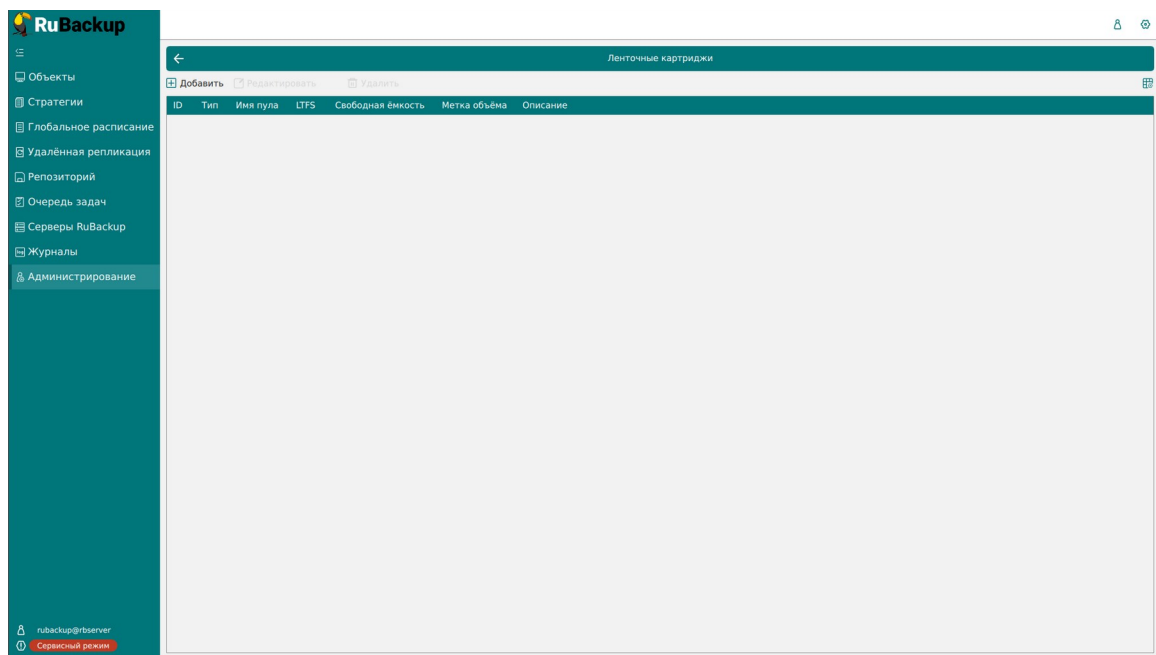 RuBackup
Объекты
Стратегии
Глобальное расписание
Удалённая репликация
Репозиторий
Очередь задач
Серверы RuBackup
Журналы
Администрирование
rubackup@rbserver
Сервисный режим
Ленточные картриджи
Добавить Редактировать Удалить
ID Тип Имя пула LTFS Свободная ёмкость Метка объёма Описание